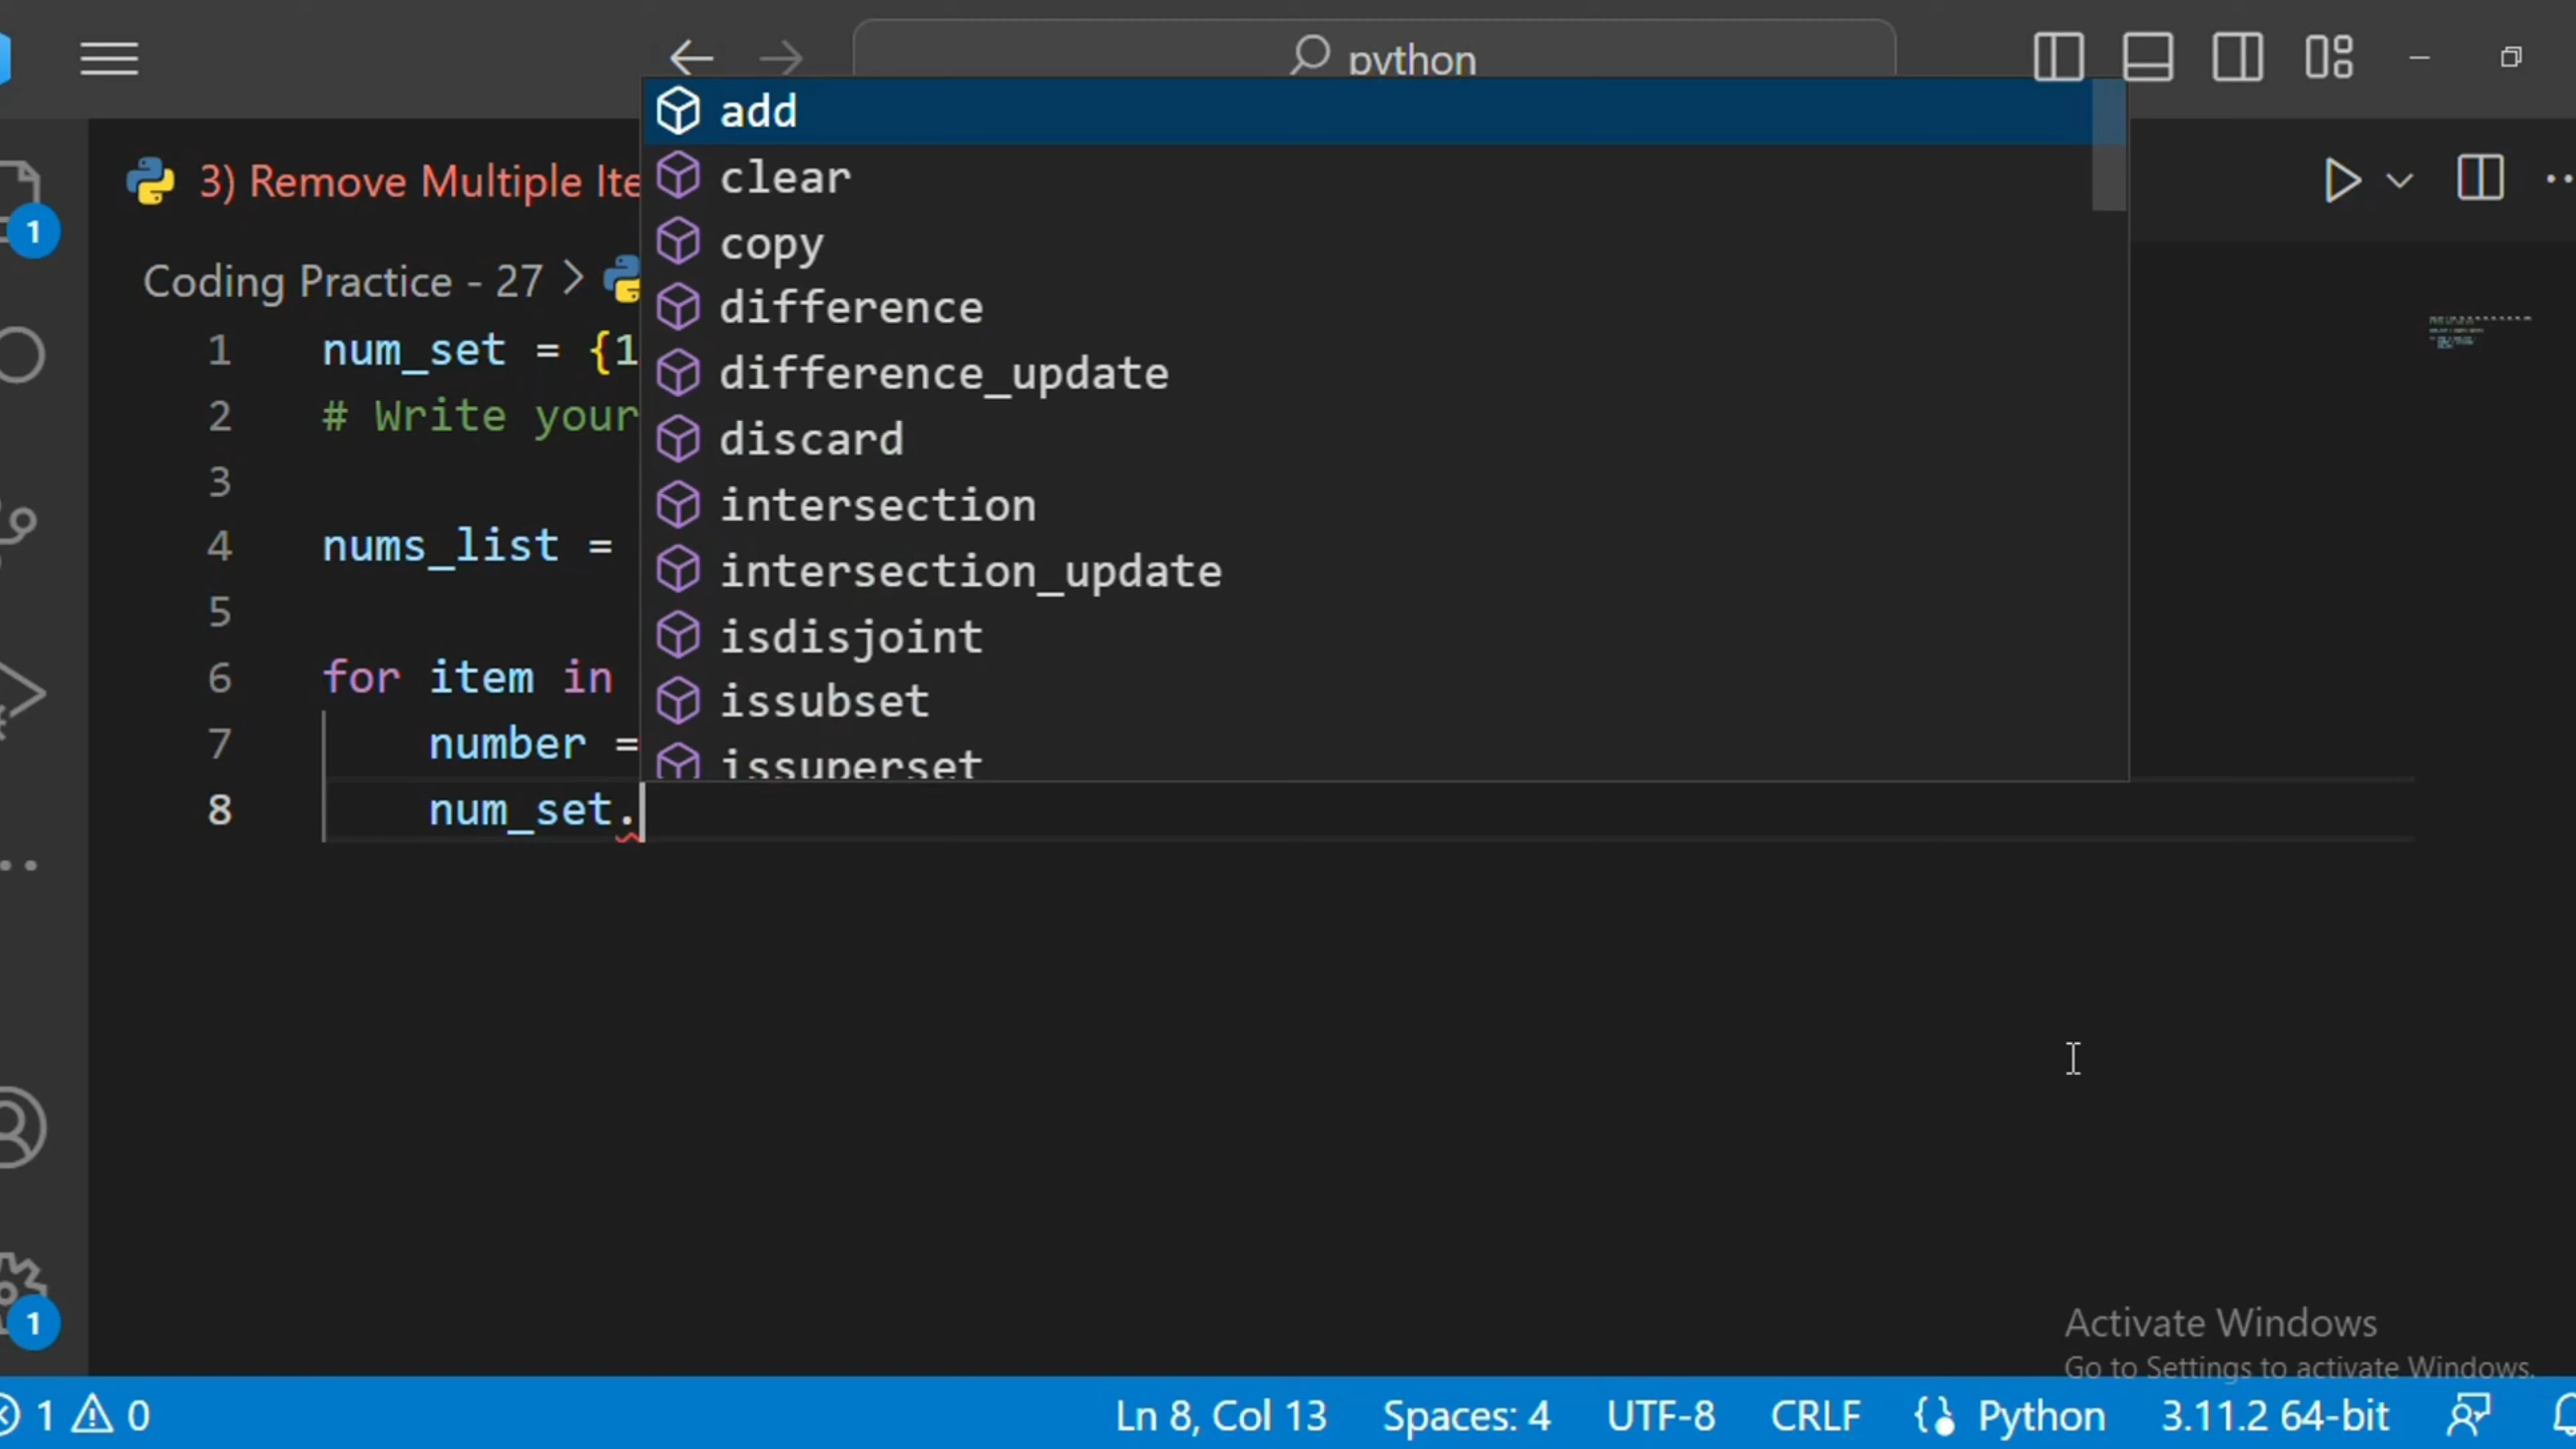 python
add
clear
copy
difference
difference_update
discard
intersection
intersection_update
isdisjoint
issubset
issuperset
3) Remove Multiple Ite
1
Coding Practice - 27 >
1 num_set = {1
2 # Write your
3
4 nums_list =
5
6 for item in
7 number =
8 num_set.
Activate Windows
Go to Settings to activate Windows.
1
1 0 Ln 8, Col 13 Spaces: 4 UTF-8 CRLF {} Python 3.11.2 64-bit